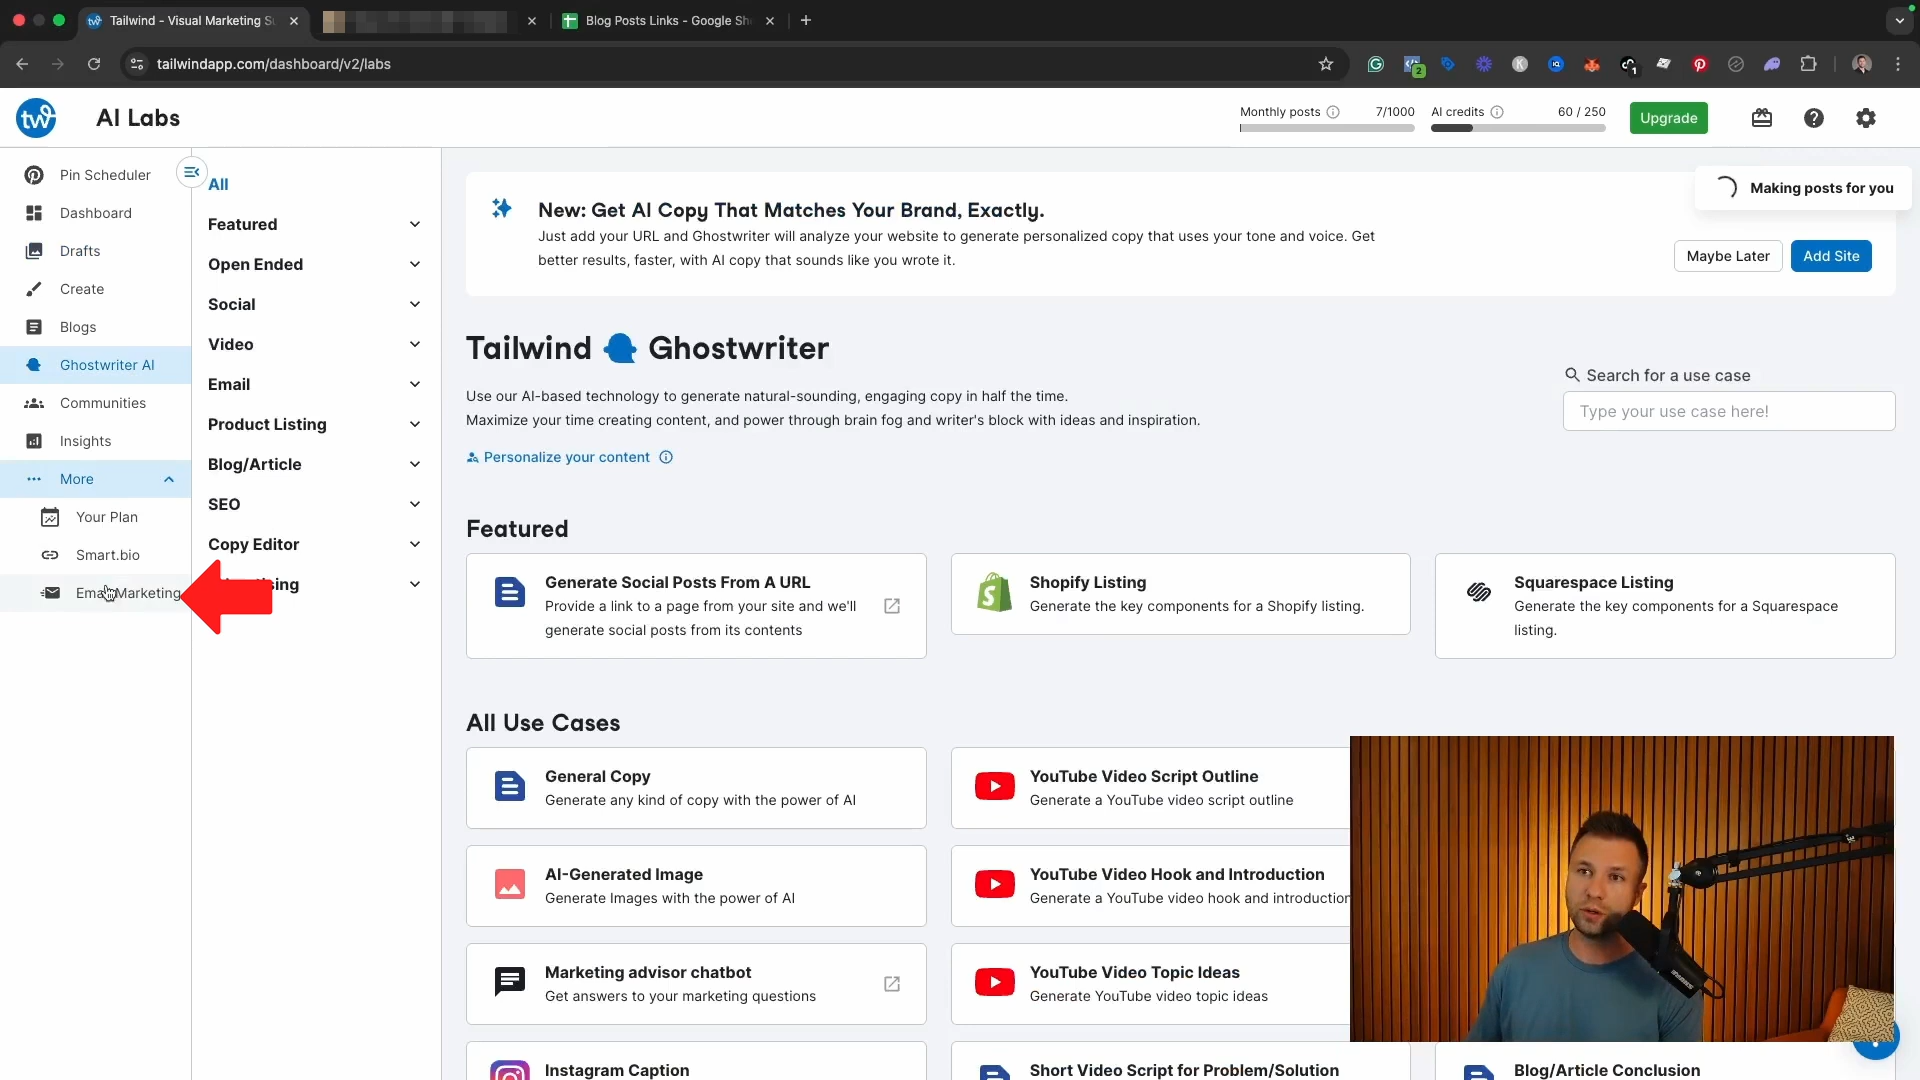 Tailwind - Visual Marketing Su
Blog Posts Links - Google She
tailwindapp.com/dashboard/v2/labs
2
1
tw
AI Labs
Monthly posts
7/1000
AI credits
60 / 250
Upgrade
Pin Scheduler
Dashboard
Drafts
Create
Blogs
Ghostwriter AI
Communities
Insights
More
Your Plan
Smart.bio
Email Marketing
All
Featured
Open Ended
Social
Video
Email
Product Listing
Blog/Article
SEO
Copy Editor
New: Get AI Copy That Matches Your Brand, Exactly.
Just add your URL and Ghostwriter will analyze your website to generate personalized copy that uses your tone and voice. Get
better results, faster, with AI copy that sounds like you wrote it.
Making posts for you
Maybe Later
Add Site
Tailwind Ghostwriter
Use our AI-based technology to generate natural-sounding, engaging copy in half the time.
Maximize your time creating content, and power through brain fog and writer's block with ideas and inspiration.
Personalize your content
Search for a use case
Type your use case here!
Featured
Generate Social Posts From A URL
Provide a link to a page from your site and we'll
generate social posts from its contents
Shopify Listing
Generate the key components for a Shopify listing.
Squarespace Listing
Generate the key components for a Squarespace
listing.
All Use Cases
General Copy
Generate any kind of copy with the power of AI
YouTube Video Script Outline
Generate a YouTube video script outline
AI-Generated Image
Generate Images with the power of AI
YouTube Video Hook and Introduction
Generate a YouTube video hook and introduction
Marketing advisor chatbot
Get answers to your marketing questions
YouTube Video Topic Ideas
Generate YouTube video topic ideas
Instagram Caption
Short Video Script for Problem/Solution
Blog/Article Conclusion